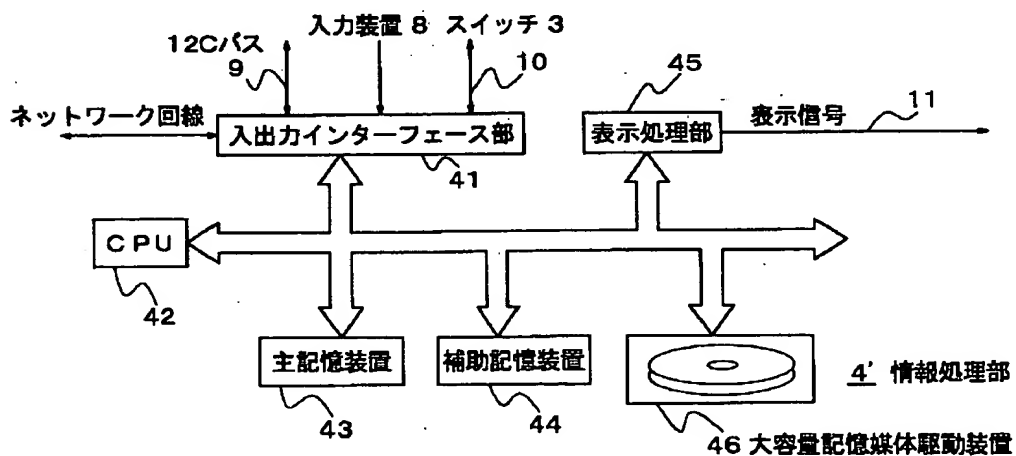 入力装置 8 スイッチ 3
12Cバス
9
10
45
ネットワーク回線
入出力インターフェース部
41
表示処理部
表示信号
11
CPU
42
主記憶装置
43
補助記憶装置
44
4' 情報処理部
46 大容量記憶媒体駆動装置